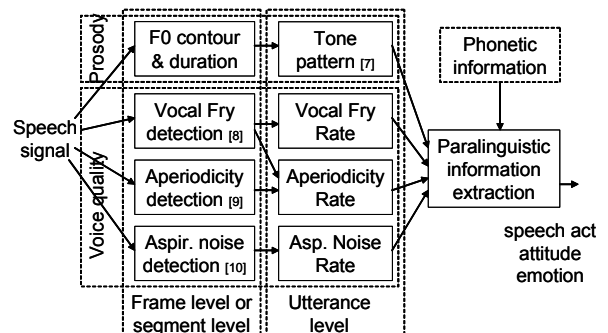 Prosody
F0 contour
& duration
Tone
pattern [7]
Phonetic
information
Speech
signal
Voice quality
Vocal Fry
detection [8]
Vocal Fry
Rate
Aperiodicity
detection [9]
Aperiodicity
Rate
Aspir. noise
detection [10]
Asp. Noise
Rate
Paralinguistic
information
extraction
speech act
attitude
emotion
Frame level or
segment level
Utterance
level